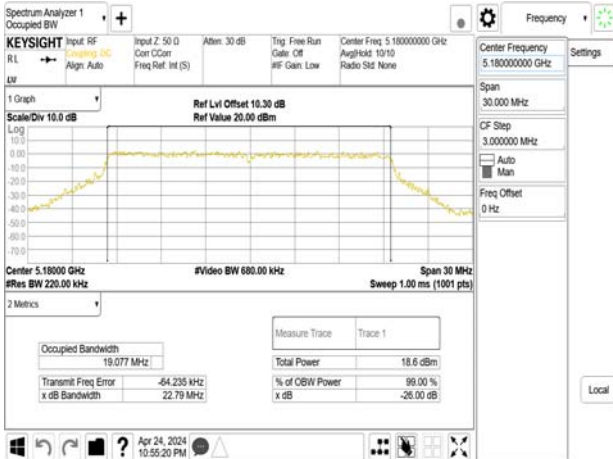 Spectrum Analyzer 1
Occupied BW
+
Frequency
KEYSIGHT
RL
Input: RF
Coupling: DC
Align: Auto
Input Z: 50 Ω
Corr CCorr
Freq Ref: Int (S)
Atten: 30 dB
Trig: Free Run
Gate: Off
#IF Gain: Low
Center Freq: 5.180000000 GHz
Avg|Hold: 10/10
Radio Std: None
Center Frequency
5.180000000 GHz
Settings
Span
30.000 MHz
CF Step
3.000000 MHz
Auto
Man
Freq Offset
0 Hz
Local
1 Graph
Scale/Div 10.0 dB
Ref Lvl Offset 10.30 dB
Ref Value 20.00 dBm
Log
10.0
0.00
-10.0
-20.0
-30.0
-40.0
-50.0
-60.0
-70.0
Center 5.18000 GHz
#Res BW 220.00 kHz
#Video BW 680.00 kHz
Span 30 MHz
Sweep 1.00 ms (1001 pts)
2 Metrics
Measure Trace Trace 1
Occupied Bandwidth
19.077 MHz
Total Power 18.6 dBm
Transmit Freq Error -64.235 kHz
% of OBW Power 99.00 %
x dB Bandwidth 22.79 MHz
x dB -26.00 dB
?
Apr 24, 2024
10:55:20 PM